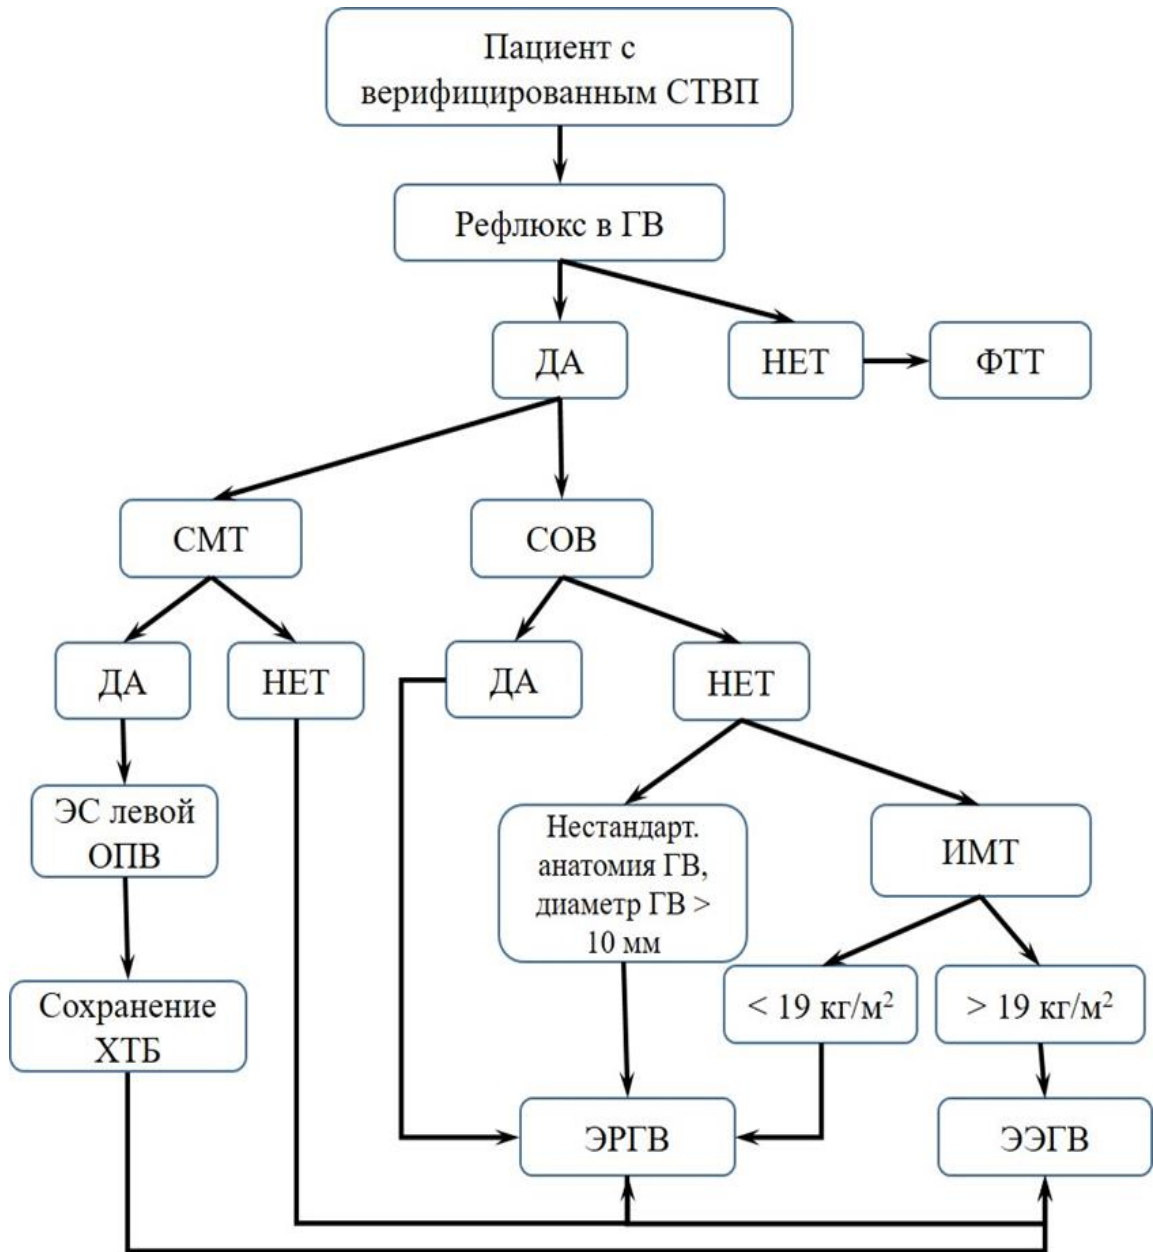 Пациент с
верифицированным СТВП
Рефлюкс в ГВ
ДА
НЕТ
ФТТ
СМТ
СОВ
ДА
НЕТ
ДА
НЕТ
ЭС левой
ОПВ
Нестандарт.
анатомия ГВ,
диаметр ГВ >
10 мм
ИМТ
Сохранение
ХТБ
< 19 кг/м²
> 19 кг/м²
ЭРГВ
ЭЭГВ